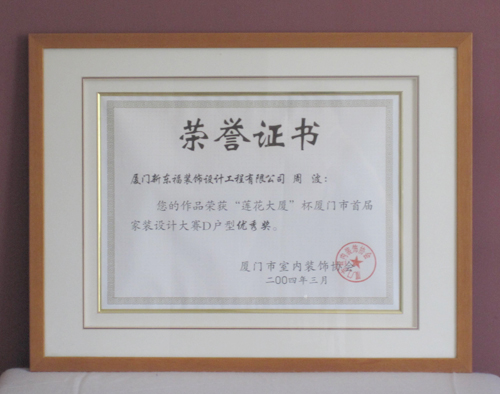 荣誉证书
厦门新东福装饰设计工程有限公司 周 波：
您的作品荣获“莲花大厦”杯厦门市首届
家装设计大赛D户型优秀奖。
厦门市室内装饰协会
二00四年三月